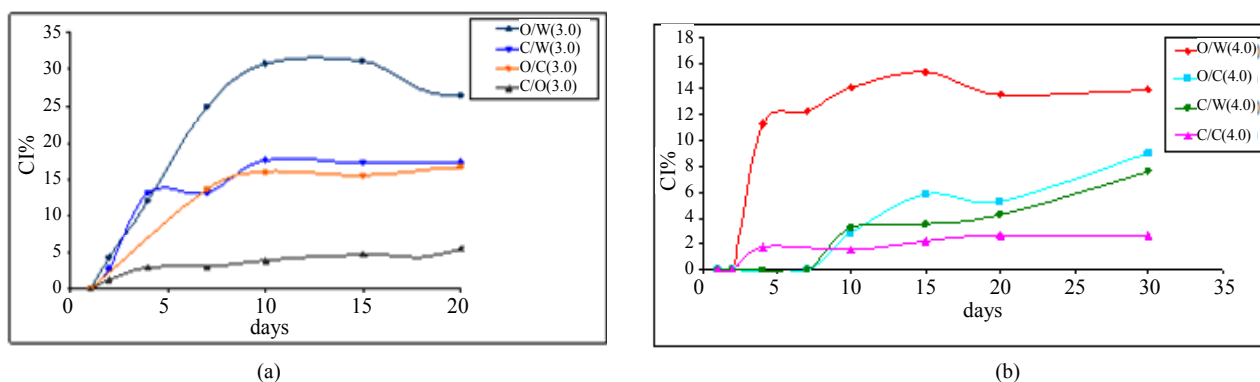 35
30
25
20
15
10
5
0
CI%
0 5 10 15 20
days
O/W(3.0)
C/W(3.0)
O/C(3.0)
C/O(3.0)
(a)
b)
18
16
14
12
10
8
6
4
2
0
CI%
0 5 10 15 20 25 30 35
days
O/W(4.0)
O/C(4.0)
C/W(4.0)
C/C(4.0)
(b)